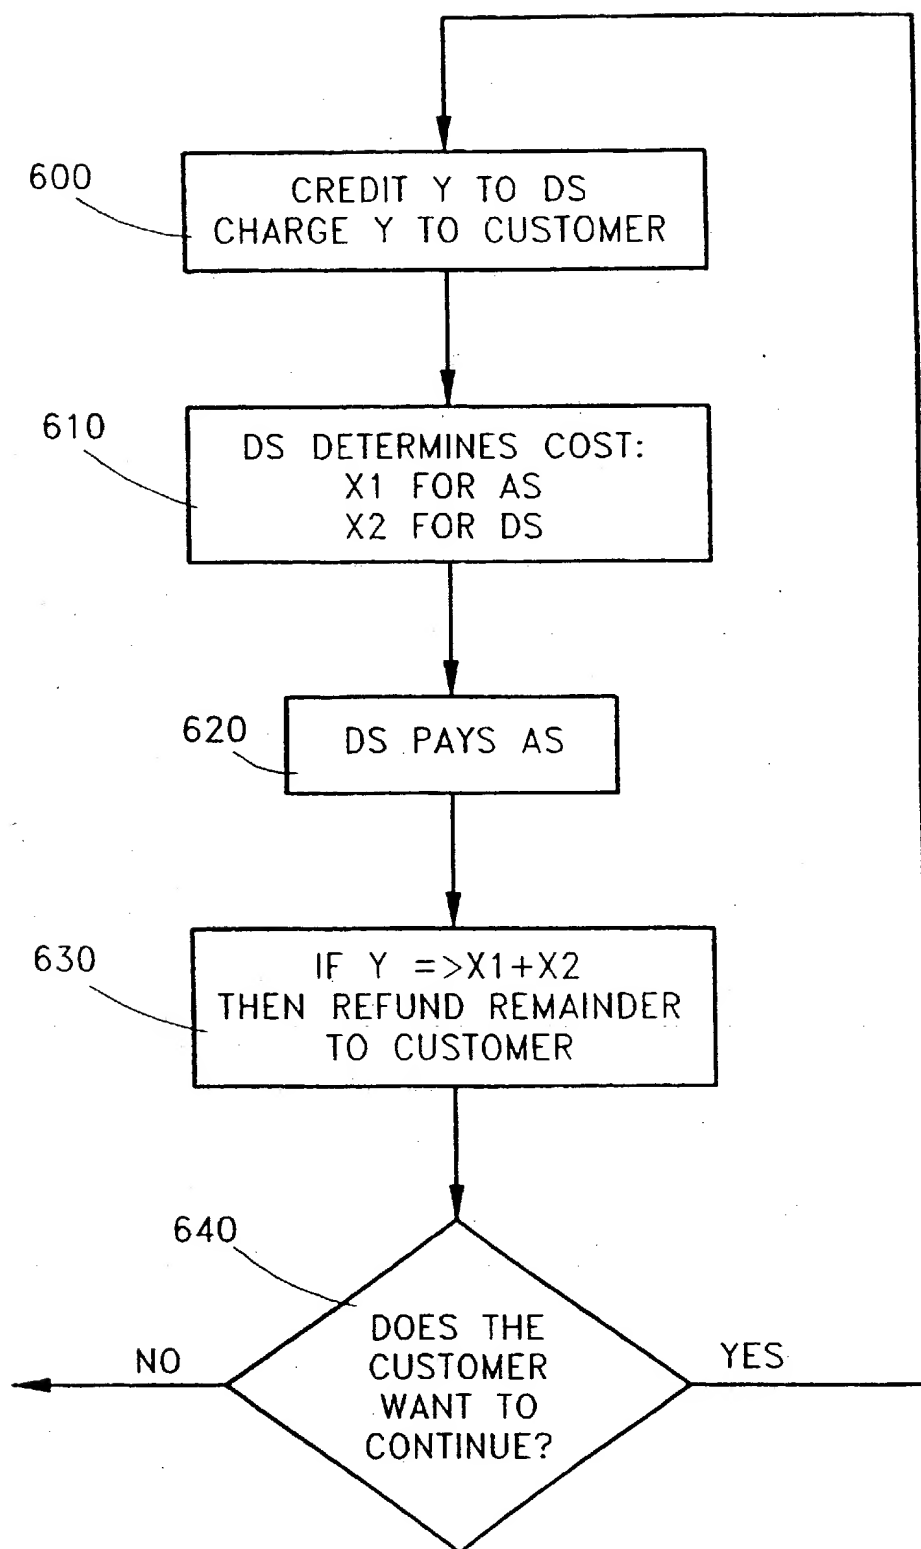 600
CREDIT Y TO DS
CHARGE Y TO CUSTOMER
610
DS DETERMINES COST:
X1 FOR AS
X2 FOR DS
620
DS PAYS AS
630
IF Y =>X1+X2
THEN REFUND REMAINDER
TO CUSTOMER
640
DOES THE
CUSTOMER
WANT TO
CONTINUE?
NO
YES